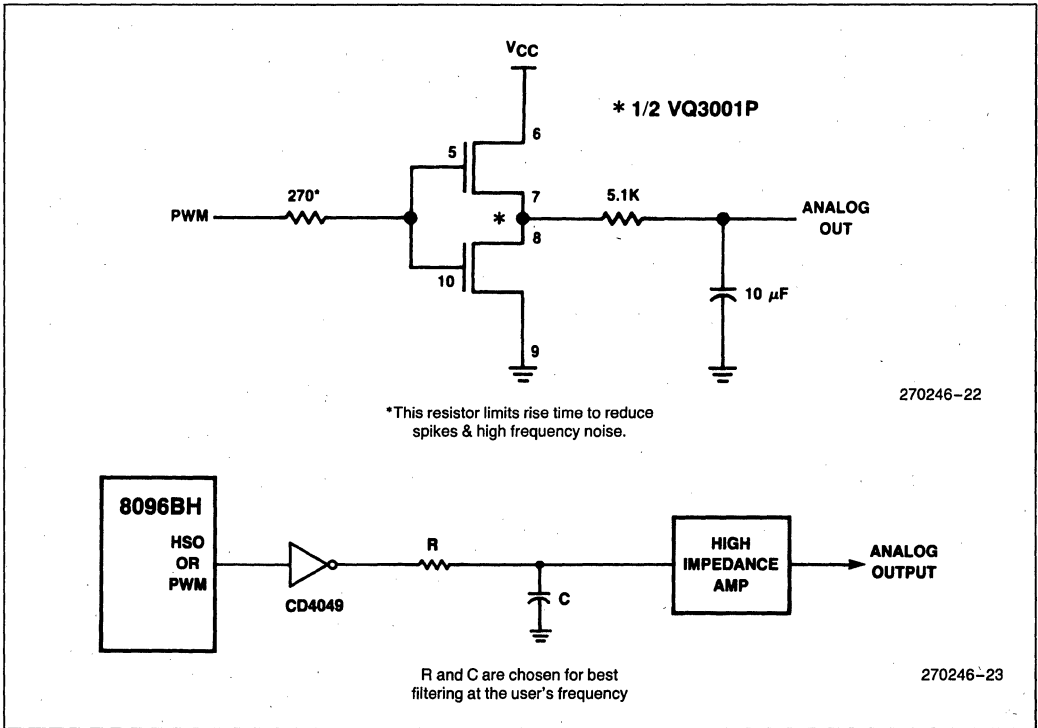 VCC
* 1/2 VQ3001P
6
5
7
270*
5.1K
PWM
*
ANALOG
OUT
8
10
10 µF
9
270246-22
*This resistor limits rise time to reduce
spikes & high frequency noise.
8096BH
HSO
OR
PWM
CD4049
R
C
HIGH
IMPEDANCE
AMP
ANALOG
OUTPUT
R and C are chosen for best
filtering at the user's frequency
270246-23